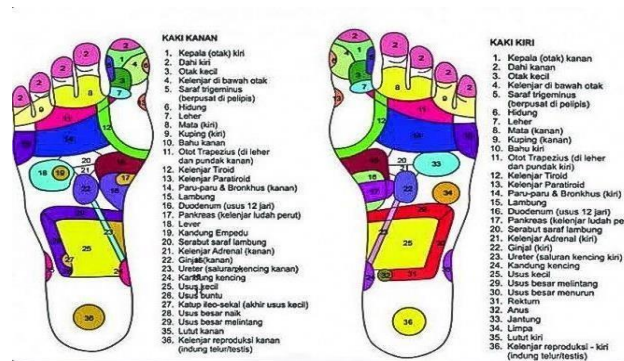 KAKI KANAN
1. Kepala (otak) kiri
2. Dahi kiri
3. Otak kecil
4. Kelenjar di bawah otak
5. Saraf trigeminus
(berpusat di pelipis)
6. Hidung
7. Leher
8. Mata (kiri)
9. Kuping (kiri)
10. Bahu kanan
11. Otot Trapezius (di leher
dan pundak kanan)
12. Kelenjar Tiroid
13. Kelenjar Paratiroid
14. Paru-paru & Bronkhus (kanan)
15. Lambung
16. Duodenum (usus 12 jari)
17. Pankreas (kelenjar ludah perut)
18. Lever
19. Kandung Empedu
20. Serabut saraf lambung
21. Kelenjar Adrenal (kanan)
22. Ginjal (kanan)
23. Ureter (saluran kencing kanan)
24. Kandung kencing
25. Usus kecil
26. Usus buntu
27. Katup ileo-sekal (akhir usus kecil)
28. Usus besar naik
29. Usus besar melintang
35. Lutut kanan
36. Kelenjar reproduksi kanan
(indung telur/testis)
KAKI KIRI
1. Kepala (otak) kanan
2. Dahi kanan
3. Otak kecil
4. Kelenjar di bawah otak
5. Saraf trigeminus
(berpusat di pelipis)
6. Hidung
7. Leher
8. Mata (kanan)
9. Kuping (kanan)
10. Bahu kiri
11. Otot Trapezius (di leher
dan pundak kiri)
12. Kelenjar Tiroid
13. Kelenjar Paratiroid
14. Paru-paru & Bronkhus (kiri)
15. Lambung
16. Duodenum (usus 12 jari)
17. Pankreas (kelenjar ludah pe
20. Serabut saraf lambung
21. Kelenjar Adrenal (kiri)
22. Ginjal (kiri)
23. Ureter (saluran kencing kiri)
24. Kandung kencing
25. Usus kecil
29. Usus besar melintang
30. Usus besar menurun
31. Rektum
32. Anus
33. Jantung
34. Limpa
35. Lutut kiri
36. Kelenjar reproduksi - kiri
(indung telur/testis)